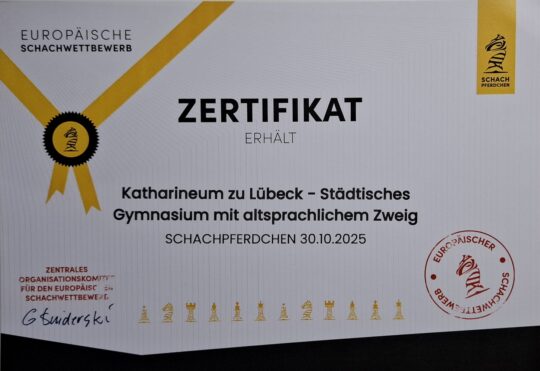 EUROPÄISCHE
SCHACHWETTBEWERB
SCHACH
PFERDCHEN
ZERTIFIKAT
ERHÄLT
Katharineum zu Lübeck - Städtisches
Gymnasium mit altsprachlichem Zweig
SCHACHPFERDCHEN 30.10.2025
EUROPÄISCHER
SCHACHWETTBEWERB
ZENTRALES
ORGANISATIONSKOMITEE
FÜR DEN EUROPÄISCHEN
SCHACHWETTBEWERB